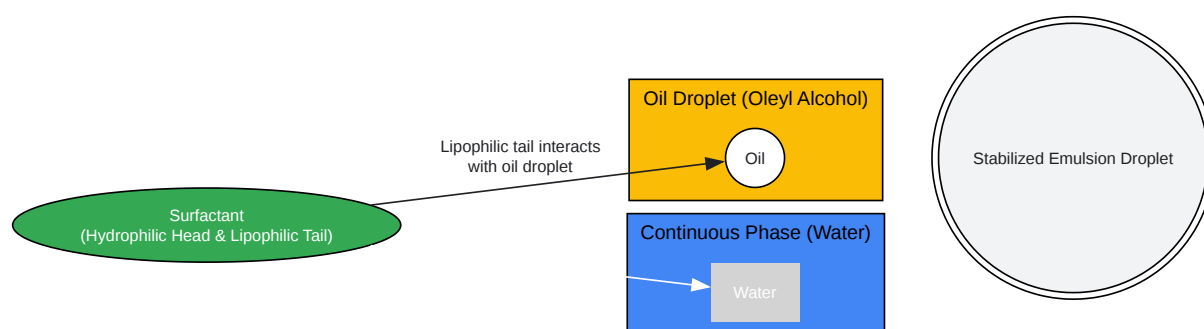 Oil Droplet (Oleyl Alcohol)
Lipophilic tail interacts
with oil droplet
Oil
Stabilized Emulsion Droplet
Surfactant
(Hydrophilic Head & Lipophilic Tail)
Continuous Phase (Water)
Water